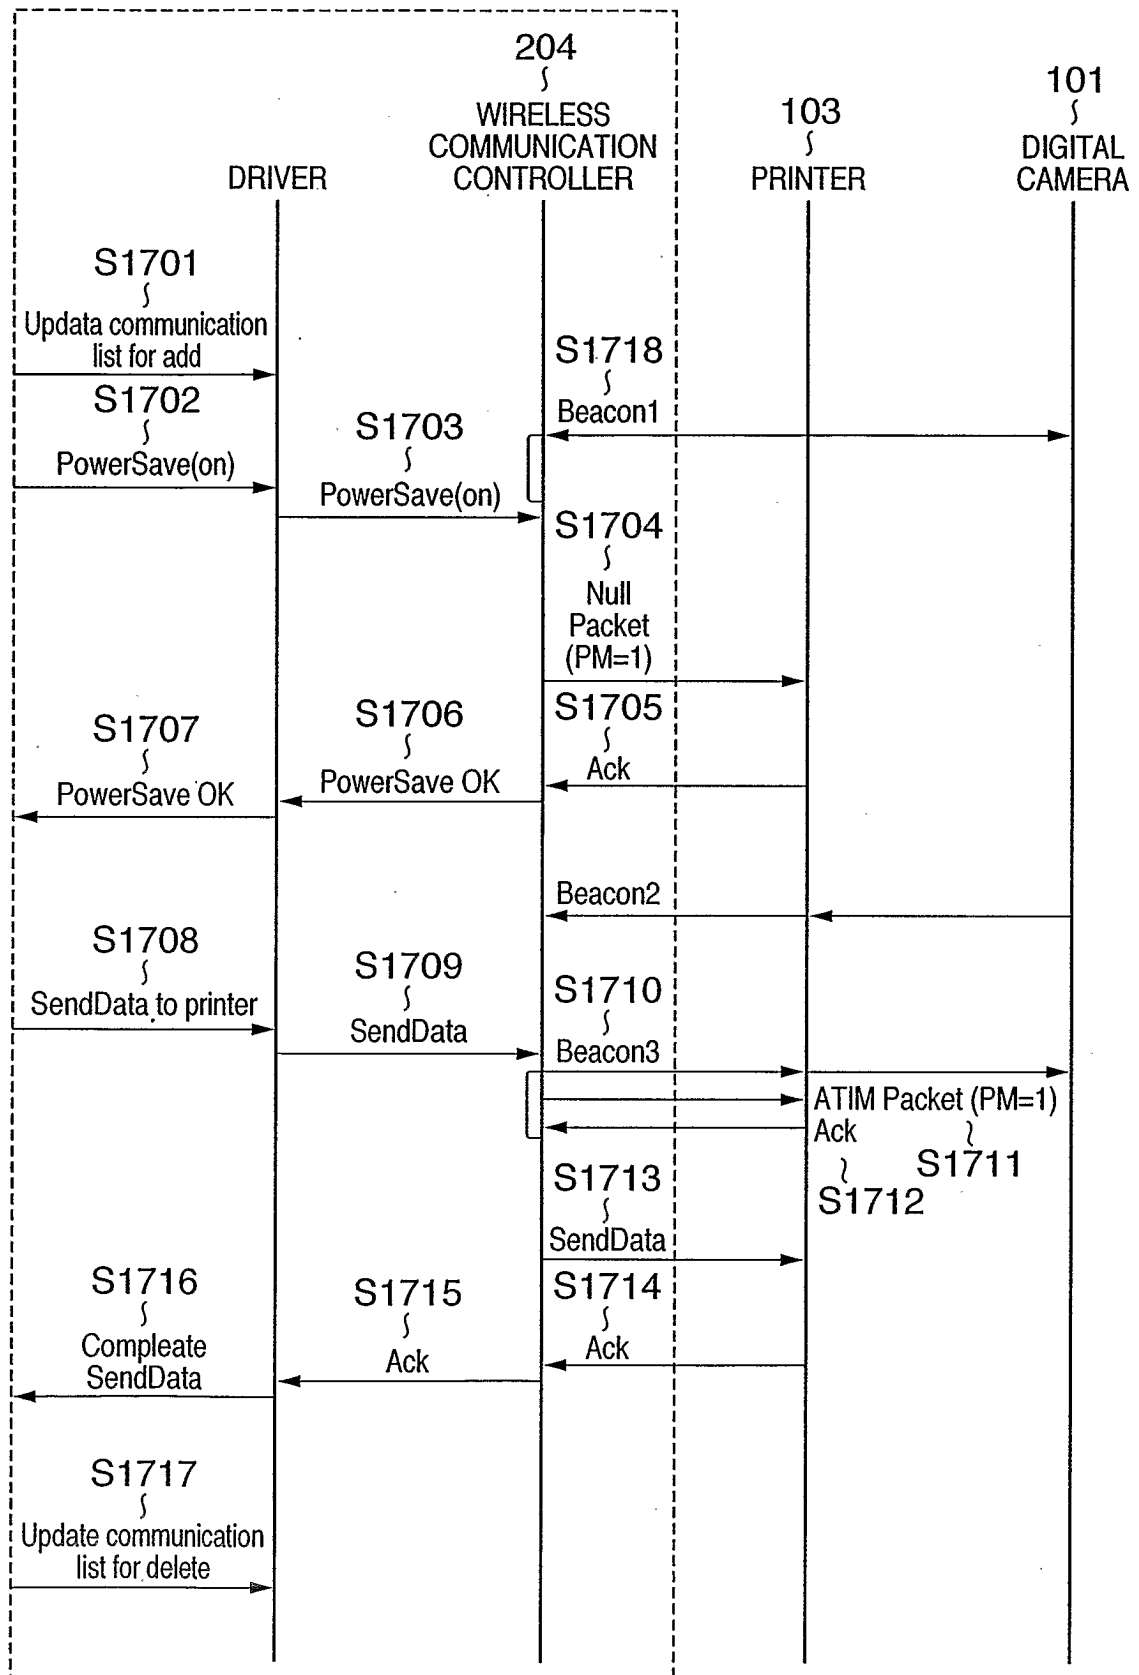 204
WIRELESS
COMMUNICATION
CONTROLLER
103
PRINTER
101
DIGITAL
CAMERA
DRIVER
S1701
Updata communication
list for add
S1718
Beacon1
S1702
PowerSave(on)
S1703
PowerSave(on)
S1704
Null
Packet
(PM=1)
S1705
Ack
S1706
PowerSave OK
S1707
PowerSave OK
Beacon2
S1708
SendData to printer
S1709
SendData
S1710
Beacon3
ATIM Packet (PM=1)
Ack
S1711
S1712
S1713
SendData
S1714
Ack
S1715
Ack
S1716
Compleate
SendData
S1717
Update communication
list for delete